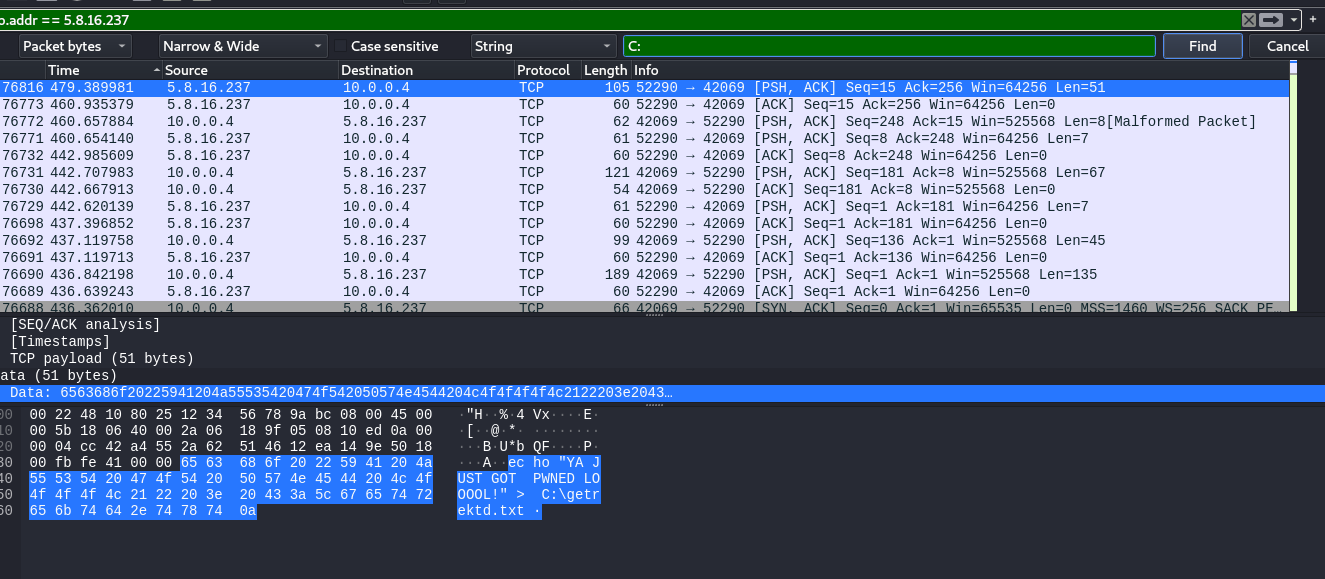 o.addr == 5.8.16.237
Packet bytes Narrow & Wide Case sensitive String C: Find Cancel
Time Source Destination Protocol Length Info
76816 479.389981 5.8.16.237 10.0.0.4 TCP 105 52290 → 42069 [PSH, ACK] Seq=15 Ack=256 Win=64256 Len=51
76773 460.935379 5.8.16.237 10.0.0.4 TCP 60 52290 → 42069 [ACK] Seq=15 Ack=256 Win=64256 Len=0
76772 460.657884 10.0.0.4 5.8.16.237 TCP 62 42069 → 52290 [PSH, ACK] Seq=248 Ack=15 Win=525568 Len=8[Malformed Packet]
76771 460.654140 5.8.16.237 10.0.0.4 TCP 61 52290 → 42069 [PSH, ACK] Seq=8 Ack=248 Win=64256 Len=7
76732 442.985609 5.8.16.237 10.0.0.4 TCP 60 52290 → 42069 [ACK] Seq=8 Ack=248 Win=64256 Len=0
76731 442.707983 10.0.0.4 5.8.16.237 TCP 121 42069 → 52290 [PSH, ACK] Seq=181 Ack=8 Win=525568 Len=67
76730 442.667913 10.0.0.4 5.8.16.237 TCP 54 42069 → 52290 [ACK] Seq=181 Ack=8 Win=525568 Len=0
76729 442.620139 5.8.16.237 10.0.0.4 TCP 61 52290 → 42069 [PSH, ACK] Seq=1 Ack=181 Win=64256 Len=7
76698 437.396852 5.8.16.237 10.0.0.4 TCP 60 52290 → 42069 [ACK] Seq=1 Ack=181 Win=64256 Len=0
76692 437.119758 10.0.0.4 5.8.16.237 TCP 99 42069 → 52290 [PSH, ACK] Seq=136 Ack=1 Win=525568 Len=45
76691 437.119713 5.8.16.237 10.0.0.4 TCP 60 52290 → 42069 [ACK] Seq=1 Ack=136 Win=64256 Len=0
76690 436.842198 10.0.0.4 5.8.16.237 TCP 189 42069 → 52290 [PSH, ACK] Seq=1 Ack=1 Win=525568 Len=135
76689 436.639243 5.8.16.237 10.0.0.4 TCP 60 52290 → 42069 [ACK] Seq=1 Ack=1 Win=64256 Len=0
76688 436.362010 10.0.0.4 5.8.16.237 TCP 66 42069 → 52290 [SYN, ACK] Seq=0 Ack=1 Win=65535 Len=0 MSS=1460 WS=256 SACK_PE…
[SEQ/ACK analysis]
[Timestamps]
TCP payload (51 bytes)
ata (51 bytes)
Data: 6563686f20225941204a55535420474f542050574e4544204c4f4f4f4f4c2122203e2043…
00 00 22 48 10 80 25 12 34 56 78 9a bc 08 00 45 00 ·"H··%·4 Vx····E·
10 00 5b 18 06 40 00 2a 06 18 9f 05 08 10 ed 0a 00 ·[··@·*· ········
20 00 04 cc 42 a4 55 2a 62 51 46 12 ea 14 9e 50 18 ···B·U*b QF····P·
30 00 fb fe 41 00 00 65 63 68 6f 20 22 59 41 20 4a ···A··ec ho "YA J
40 55 53 54 20 47 4f 54 20 50 57 4e 45 44 20 4c 4f UST GOT PWNED LO
50 4f 4f 4f 4c 21 22 20 3e 20 43 3a 5c 67 65 74 72 OOOL!" > C:\getr
60 65 6b 74 64 2e 74 78 74 0a ektd.txt ·